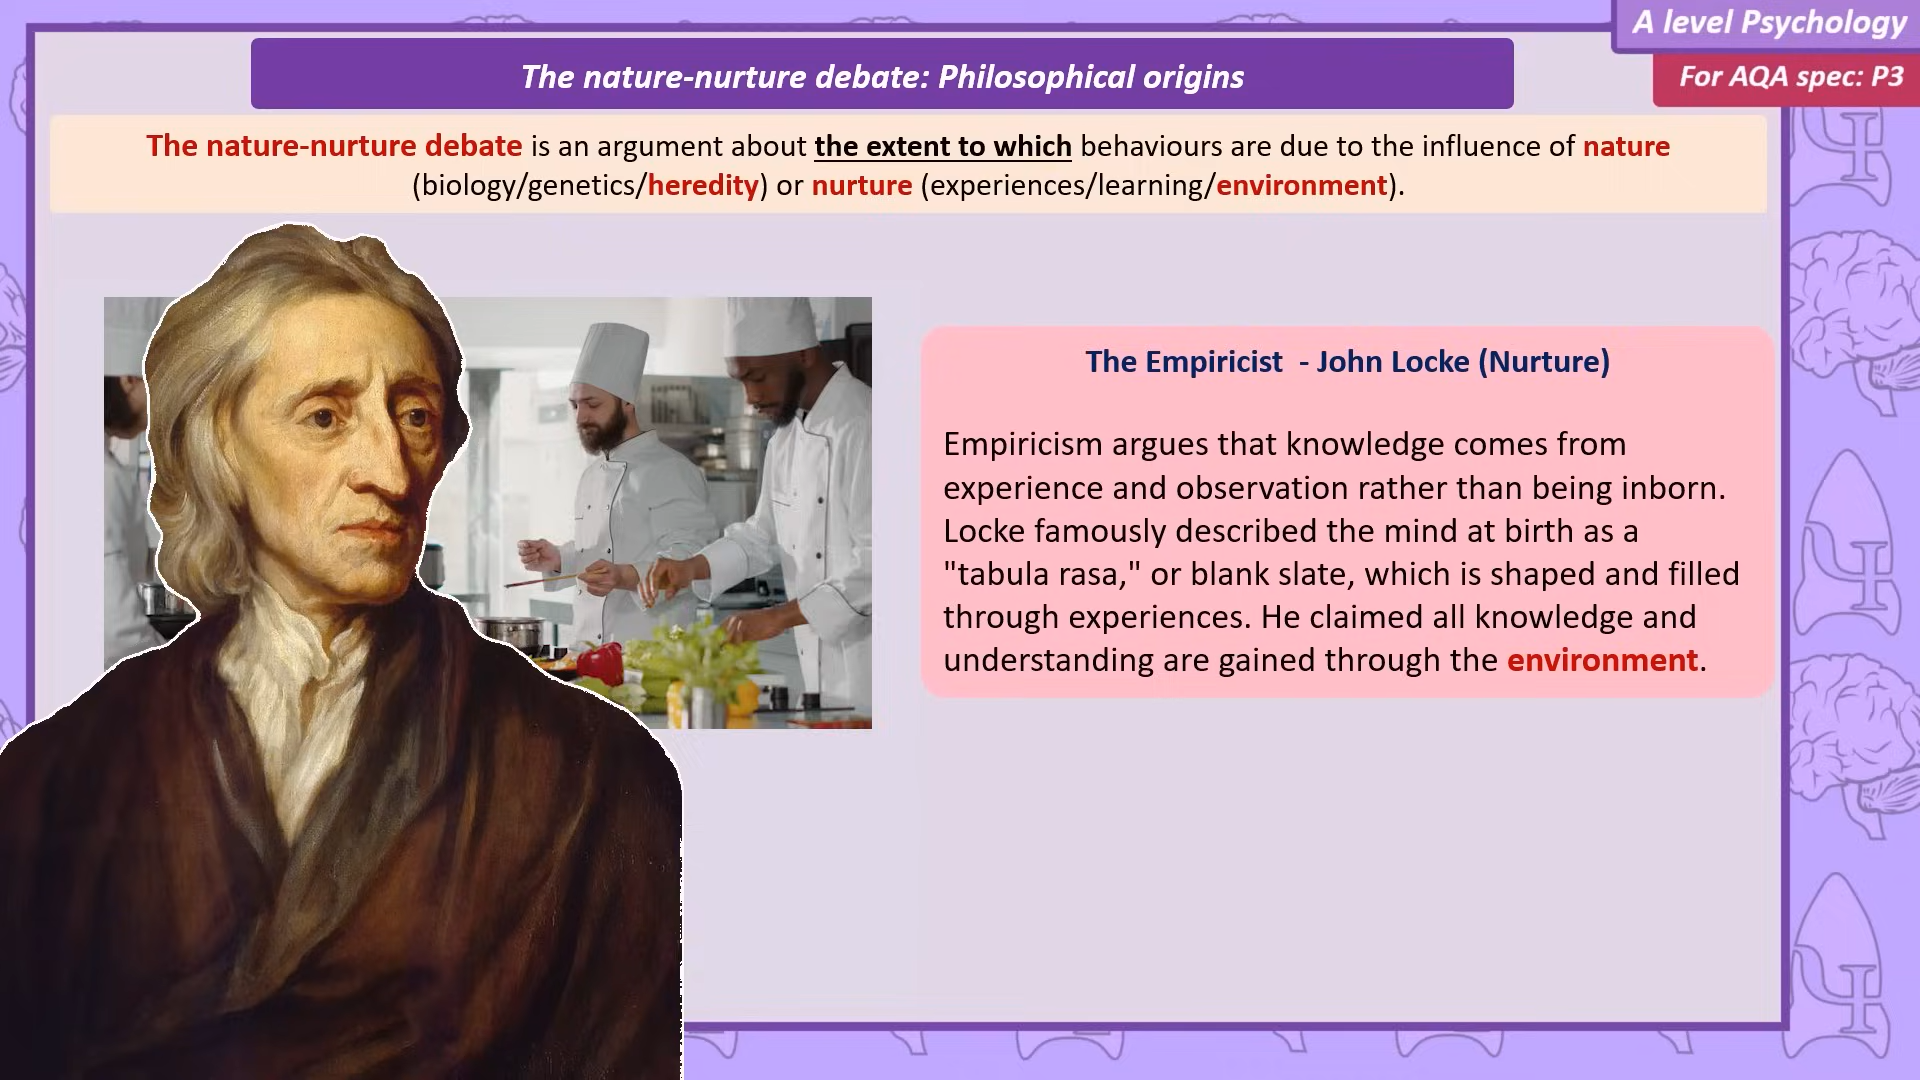 A level Psychology
For AQA spec: P3
The nature-nurture debate: Philosophical origins
The nature-nurture debate is an argument about the extent to which behaviours are due to the influence of nature
(biology/genetics/heredity) or nurture (experiences/learning/environment).
The Empiricist - John Locke (Nurture)
Empiricism argues that knowledge comes from
experience and observation rather than being inborn.
Locke famously described the mind at birth as a
"tabula rasa," or blank slate, which is shaped and filled
through experiences. He claimed all knowledge and
understanding are gained through the environment.